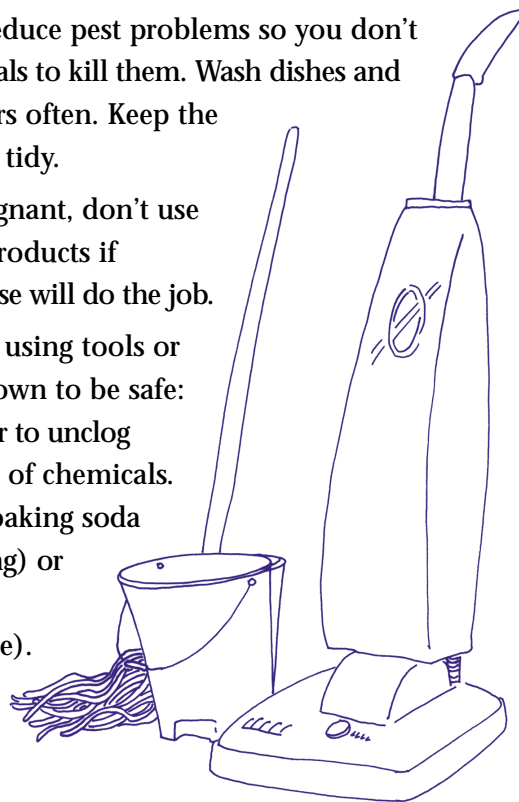 educe pest problems so you don't
als to kill them. Wash dishes and
rs often. Keep the
tidy.
gnant, don't use
roducts if
se will do the job.
using tools or
own to be safe:
r to unclog
of chemicals.
baking soda
ng) or
e).